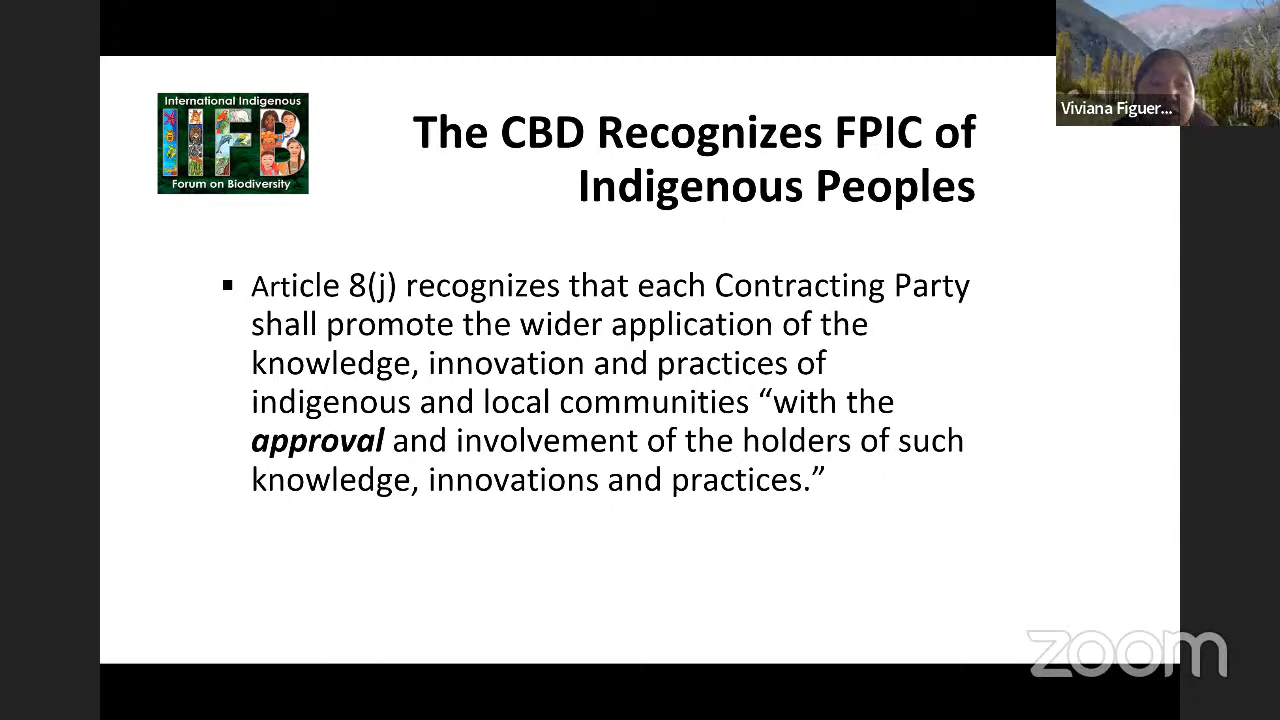 International Indigenous
IIFB
Forum on Biodiversity
The CBD Recognizes FPIC of
Indigenous Peoples
▪ Article 8(j) recognizes that each Contracting Party
shall promote the wider application of the
knowledge, innovation and practices of
indigenous and local communities “with the
approval and involvement of the holders of such
knowledge, innovations and practices.”
Viviana Figuer...
zoom